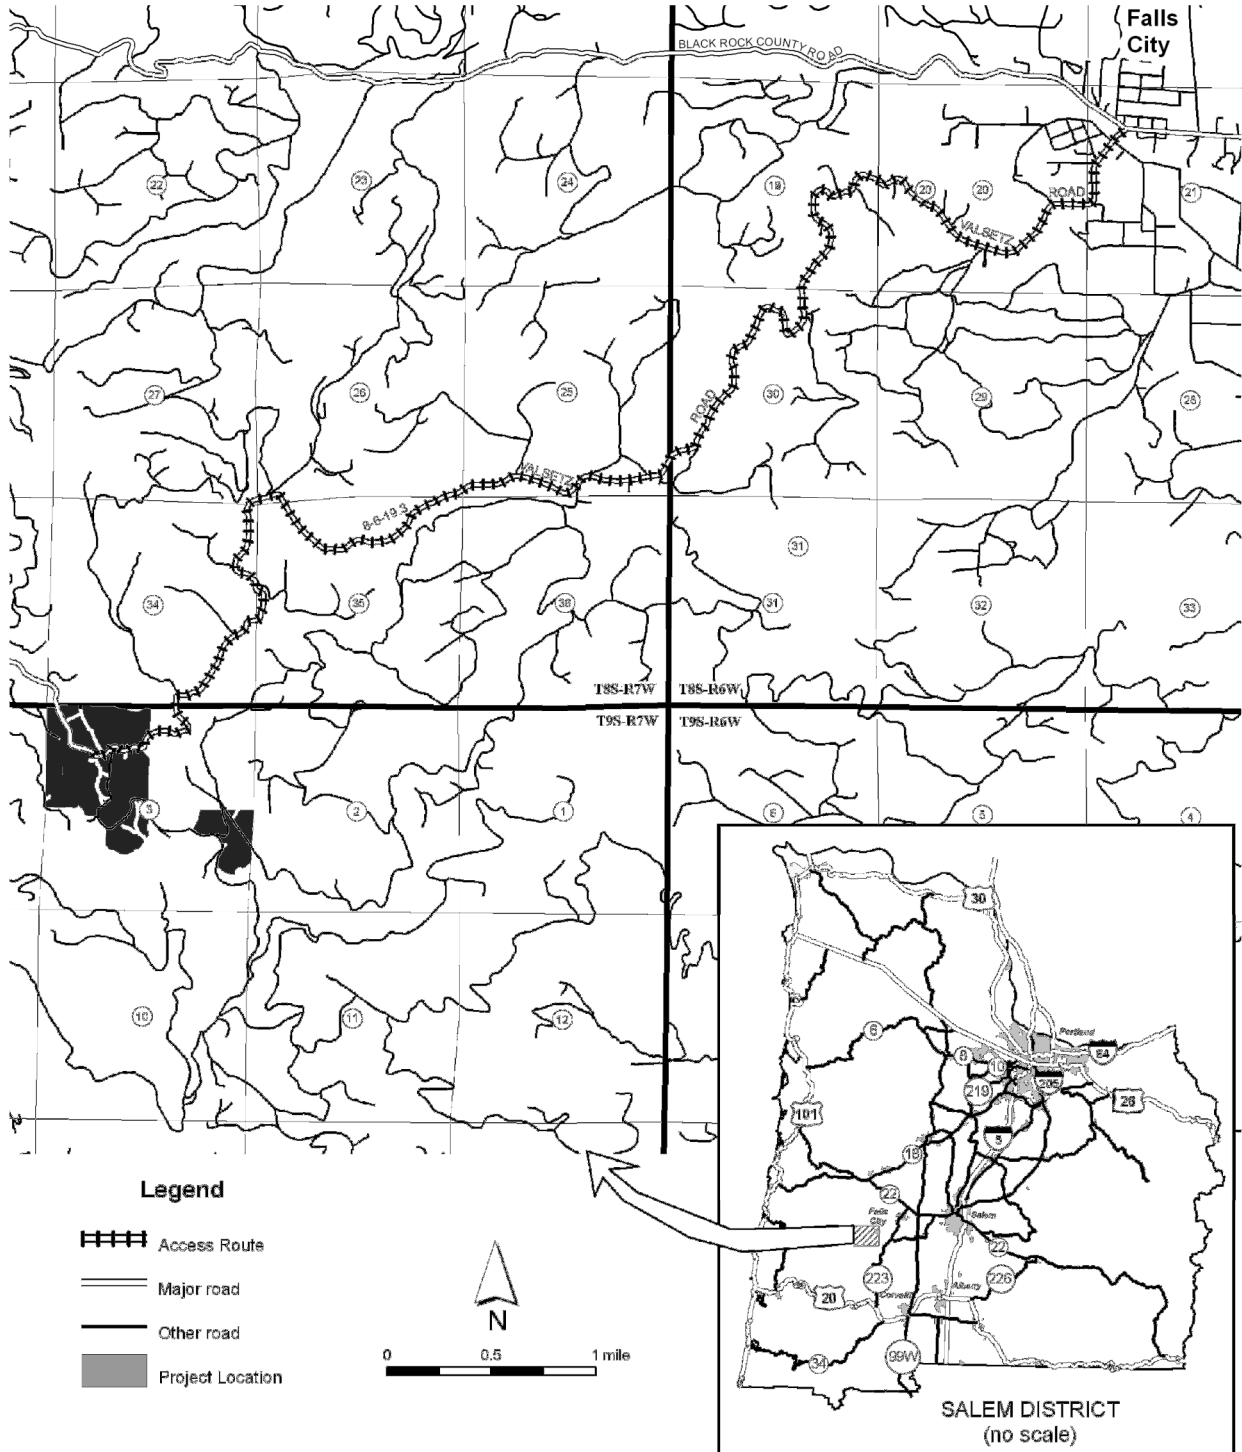 Falls
City
BLACK ROCK COUNTY ROAD
22
23
24
19
20
20
21
ROAD
VALSETZ
27
26
25
30
29
28
ROAD
VALSETZ
8-6-19.3
31
34
35
36
31
32
33
T8S-R7W
T8S-R6W
T9S-R7W
T9S-R6W
3
2
1
6
5
4
10
11
12
30
Portland
6
8
10
84
219
205
26
101
5
18
22
Falls
City
Salem
22
223
226
20
Corvallis
Albany
34
99W
SALEM DISTRICT
(no scale)
Legend
Access Route
Major road
Other road
Project Location
N
0
0.5
1 mile